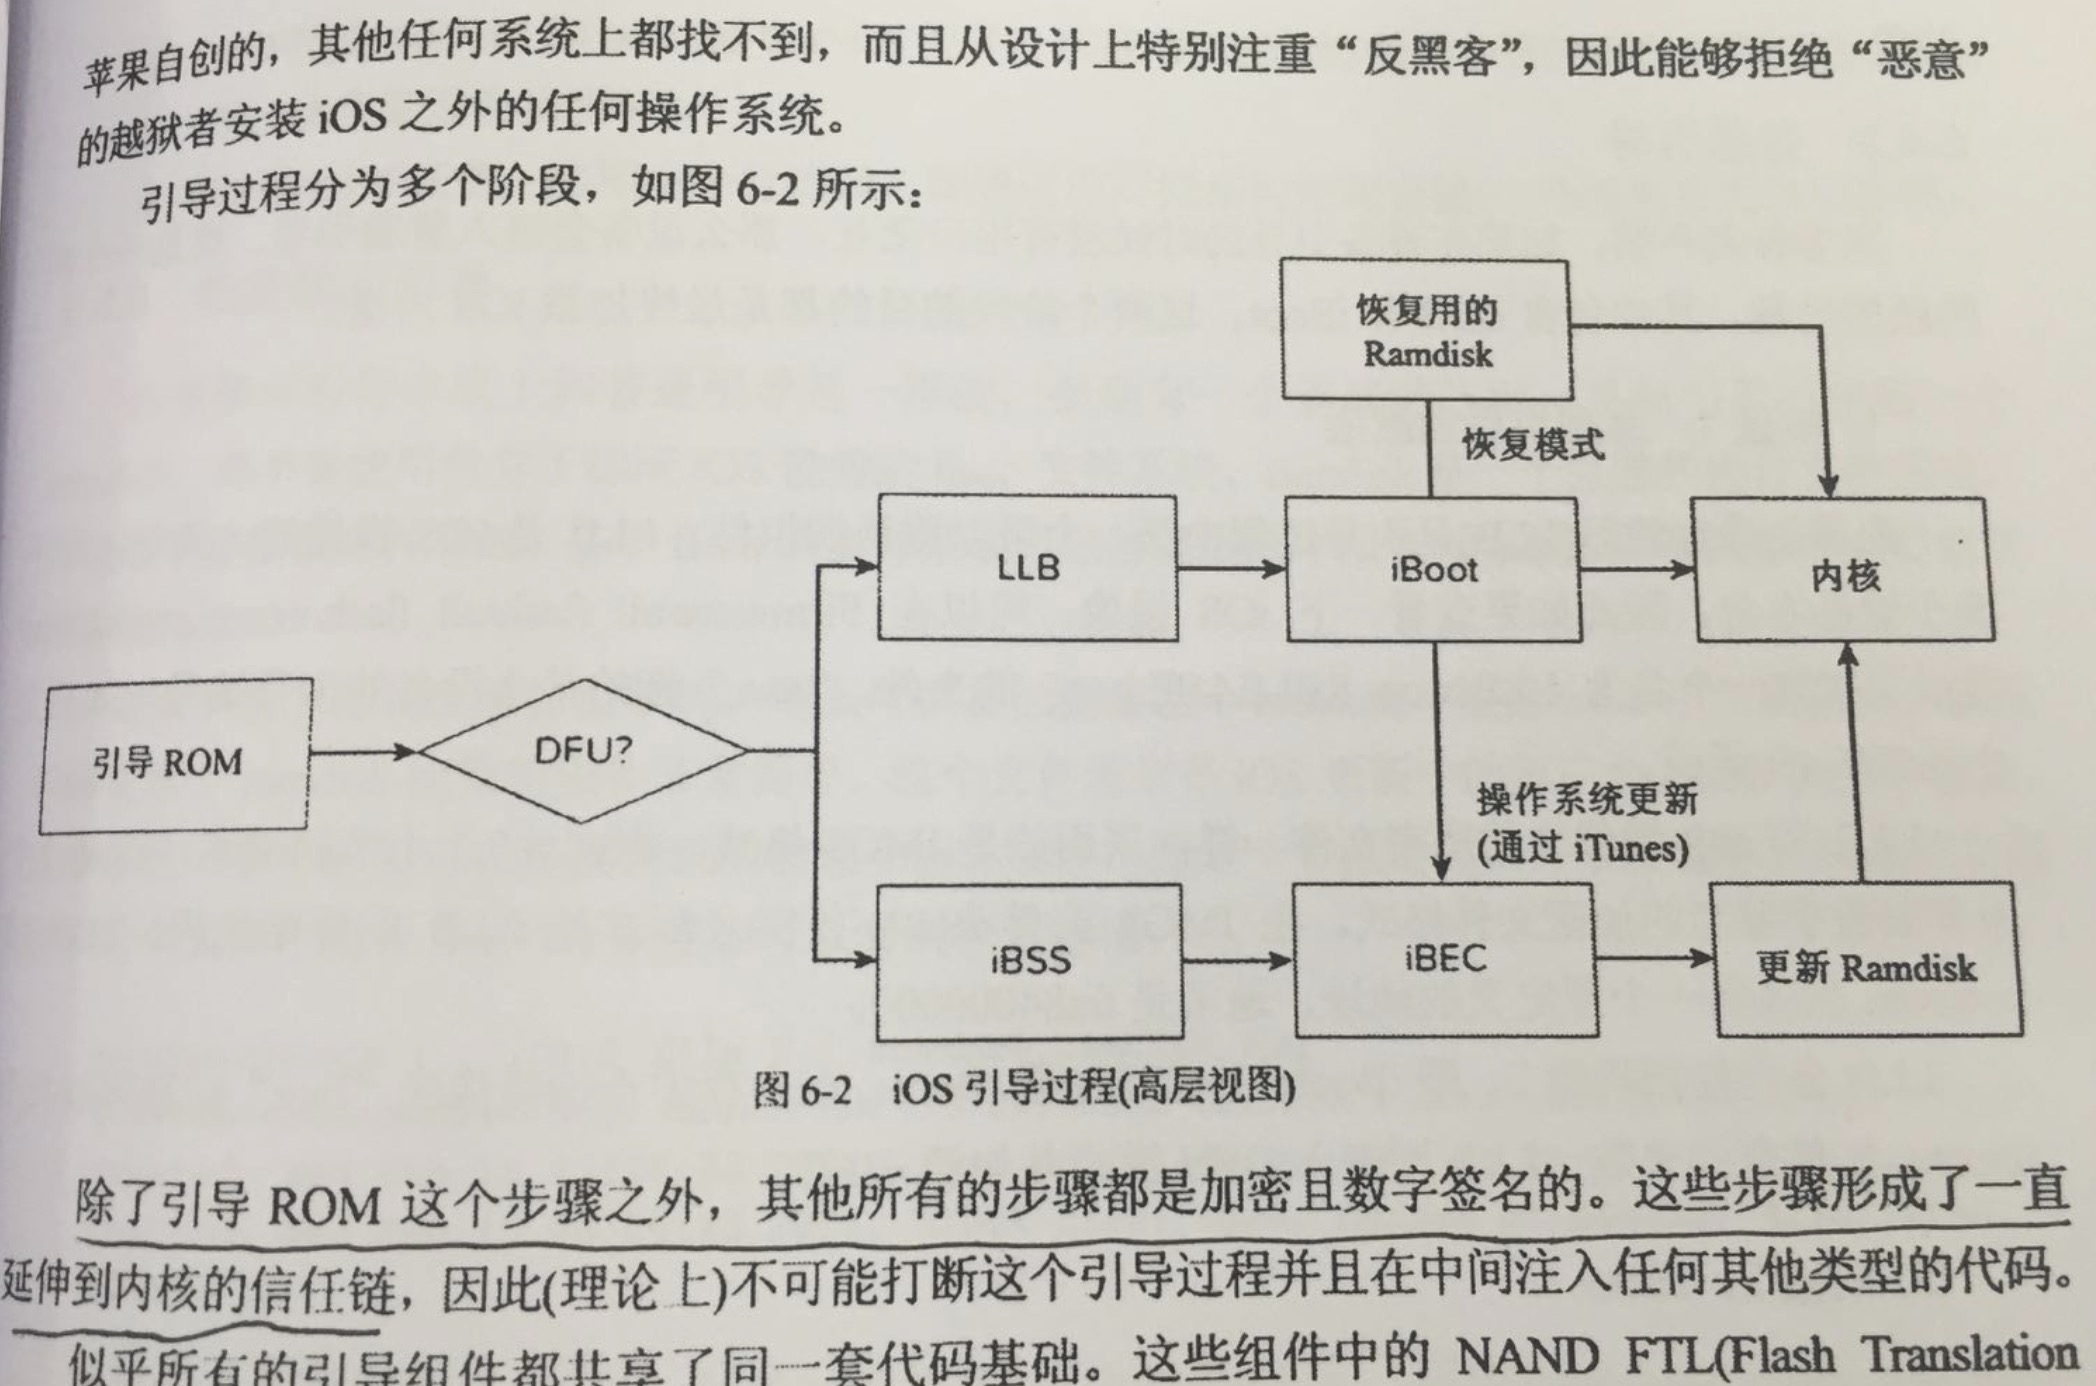 苹果自创的，其他任何系统上都找不到，而且从设计上特别注重“反黑客”，因此能够拒绝“恶意”
的越狱者安装 iOS 之外的任何操作系统。
引导过程分为多个阶段，如图 6-2 所示：
恢复用的
Ramdisk
恢复模式
LLB
iBoot
内核
引导 ROM
DFU?
操作系统更新
(通过 iTunes)
iBSS
iBEC
更新 Ramdisk
图 6-2 iOS 引导过程(高层视图)
除了引导 ROM 这个步骤之外，其他所有的步骤都是加密且数字签名的。这些步骤形成了一直
延伸到内核的信任链，因此(理论上)不可能打断这个引导过程并且在中间注入任何其他类型的代码。
似乎所有的引导组件都共享了同一套代码基础。这些组件中的 NAND FTL(Flash Translation